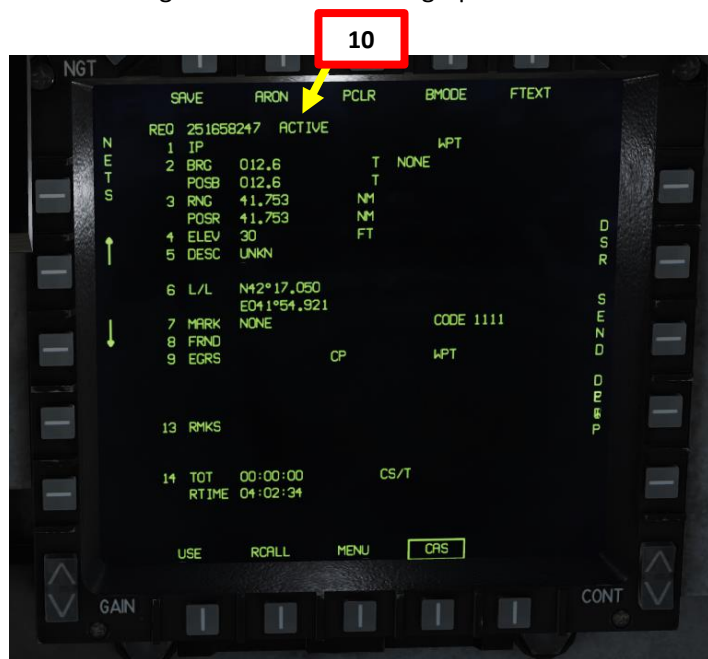 10
NGT
SAVE ARON PCLR BMODE FTEXT
REQ 251658247 ACTIVE
1 IP WPT
2 BRG 012.6 T NONE
POSB 012.6 T
3 RNG 41.753 NM
POSR 41.753 NM
4 ELEV 30 FT
5 DESC UNKN
6 L/L N42°17.050
E041°54.921
7 MARK NONE CODE 1111
8 FRND
9 EGRS CP WPT
13 RMKS
14 TOT 00:00:00 CS/T
RTIME 04:02:34
NETS
DSR
SEND
USE RCALL MENU CAS
GAIN CONT